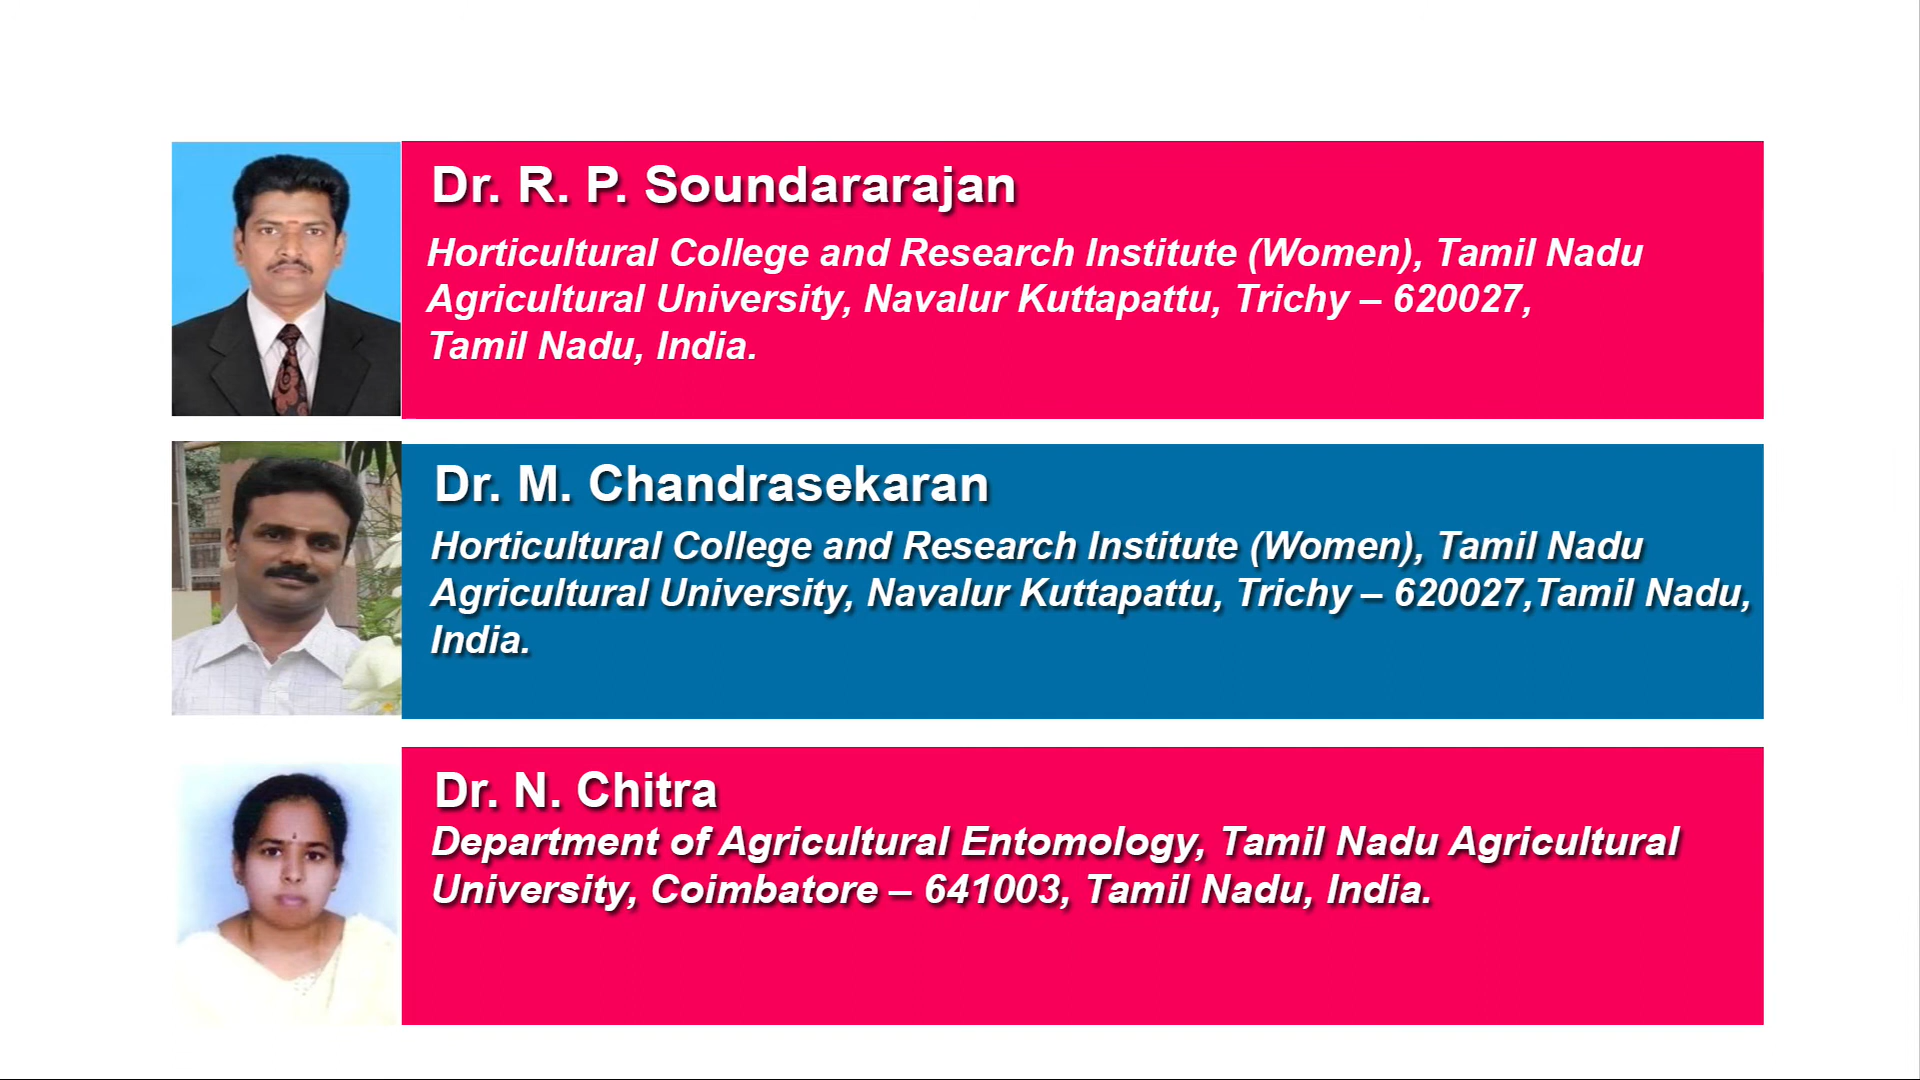 Dr. R. P. Soundararajan
Horticultural College and Research Institute (Women), Tamil Nadu
Agricultural University, Navalur Kuttapattu, Trichy – 620027,
Tamil Nadu, India.
Dr. M. Chandrasekaran
Horticultural College and Research Institute (Women), Tamil Nadu
Agricultural University, Navalur Kuttapattu, Trichy – 620027,Tamil Nadu,
India.
Dr. N. Chitra
Department of Agricultural Entomology, Tamil Nadu Agricultural
University, Coimbatore – 641003, Tamil Nadu, India.